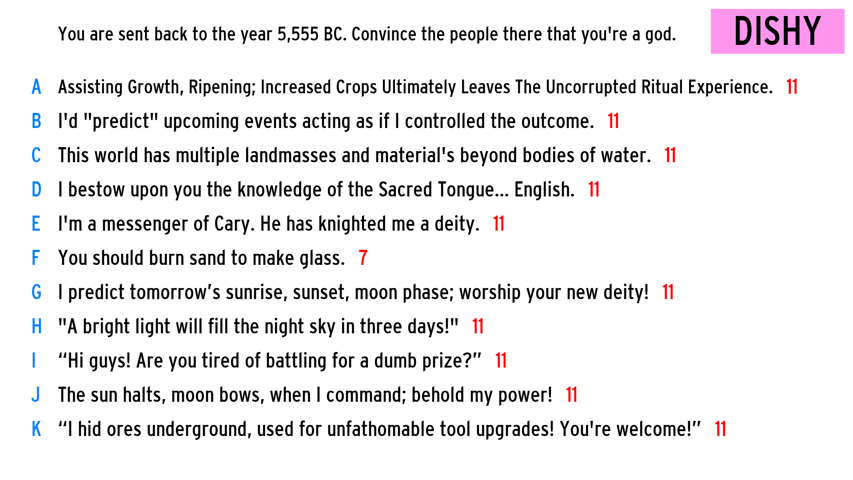 You are sent back to the year 5,555 BC. Convince the people there that you're a god.
DISHY
A Assisting Growth, Ripening; Increased Crops Ultimately Leaves The Uncorrupted Ritual Experience. 11
B I'd "predict" upcoming events acting as if I controlled the outcome. 11
C This world has multiple landmasses and material's beyond bodies of water. 11
D I bestow upon you the knowledge of the Sacred Tongue... English. 11
E I'm a messenger of Cary. He has knighted me a deity. 11
F You should burn sand to make glass. 7
G I predict tomorrow’s sunrise, sunset, moon phase; worship your new deity! 11
H "A bright light will fill the night sky in three days!" 11
I “Hi guys! Are you tired of battling for a dumb prize?” 11
J The sun halts, moon bows, when I command; behold my power! 11
K “I hid ores underground, used for unfathomable tool upgrades! You're welcome!” 11